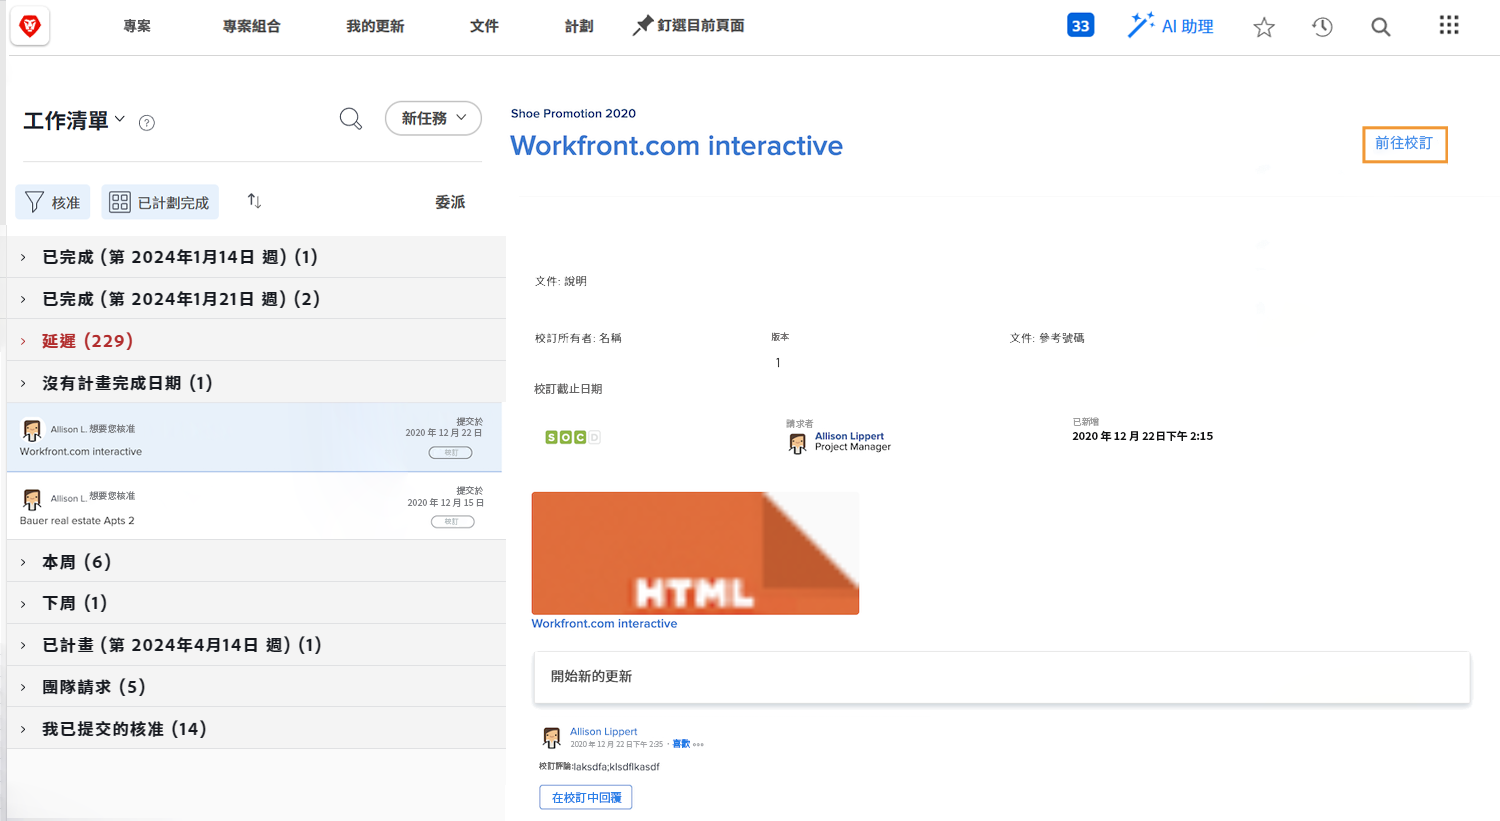 專案 專案組合 我的更新 文件 計劃 釘選目前頁面 33 AI 助理
工作清單 ? 新任務
核准 已計劃完成 委派
已完成 (第 2024年1月14日 週) (1)
已完成 (第 2024年1月21日 週) (2)
延遲 (229)
沒有計畫完成日期 (1)
Allison L. 想要您核准 提交於
2020 年 12 月 22 日
Workfront.com interactive 校訂
Allison L. 想要您核准 提交於
2020 年 12 月 15 日
Bauer real estate Apts 2 校訂
本周 (6)
下周 (1)
已計畫 (第 2024年4月14日 週) (1)
團隊請求 (5)
我已提交的核准 (14)
Shoe Promotion 2020
Workfront.com interactive
前往校訂
文件: 說明
校訂所有者: 名稱 版本 文件: 參考號碼
1
校訂截止日期
SOCD
請求者
Allison Lippert
Project Manager
已新增
2020 年 12 月 22日下午 2:15
HTML
Workfront.com interactive
開始新的更新
Allison Lippert
2020 年 12 月 22 日下午 2:35 · 喜歡
校訂評論:laksdfa;klsdflkasdf
在校訂中回覆